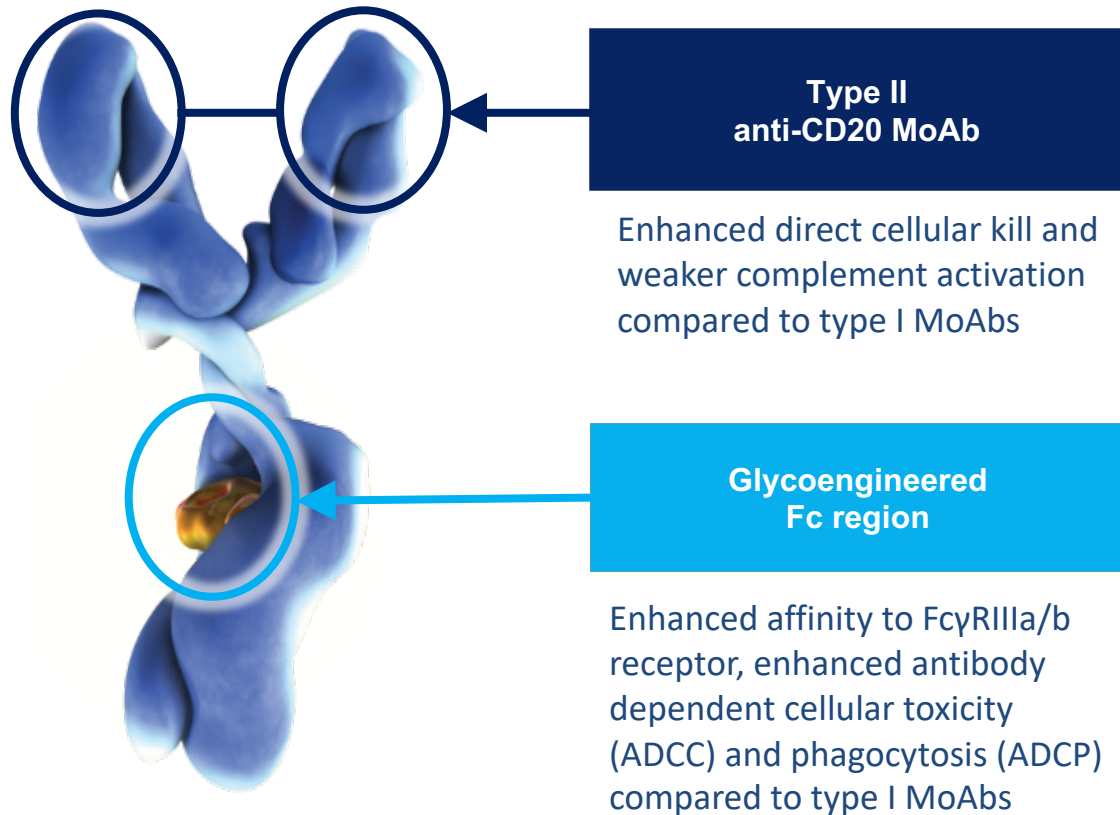 Type II
anti-CD20 MoAb
Enhanced direct cellular kill and
weaker complement activation
compared to type I MoAbs
Glycoengineered
Fc region
Enhanced affinity to FcγRIIIa/b
receptor, enhanced antibody
dependent cellular toxicity
(ADCC) and phagocytosis (ADCP)
compared to type I MoAbs